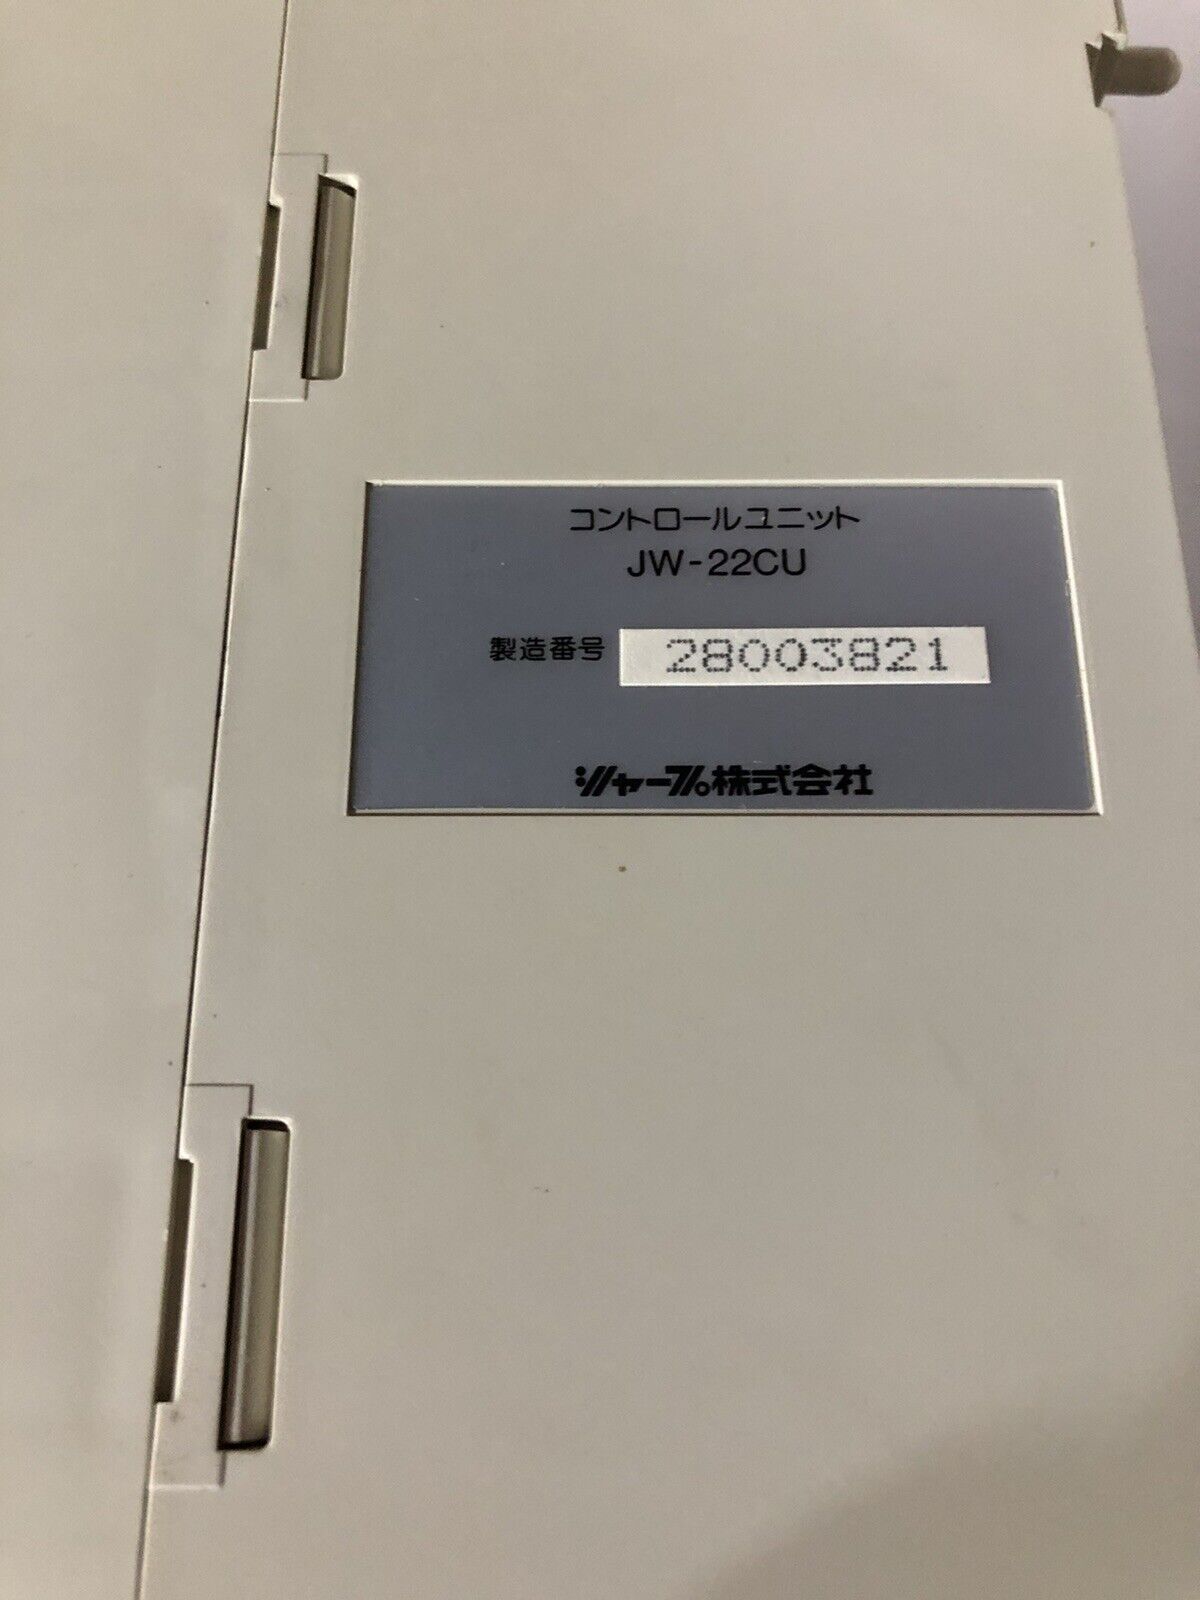 コントロールユニット
JW-22CU
製造番号 28003821
シャープ株式会社